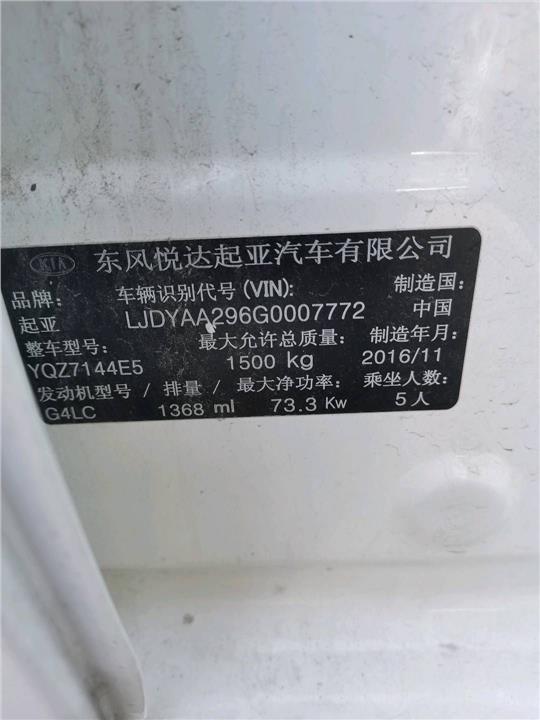 KIA 东风悦达起亚汽车有限公司
品牌: 车辆识别代号(VIN): 制造国:
起亚 LJDYAA296G0007772 中国
整车型号: 最大允许总质量: 制造年月:
YQZ7144E5 1500 kg 2016/11
发动机型号 / 排量 / 最大净功率: 乘坐人数:
G4LC 1368 ml 73.3 Kw 5人